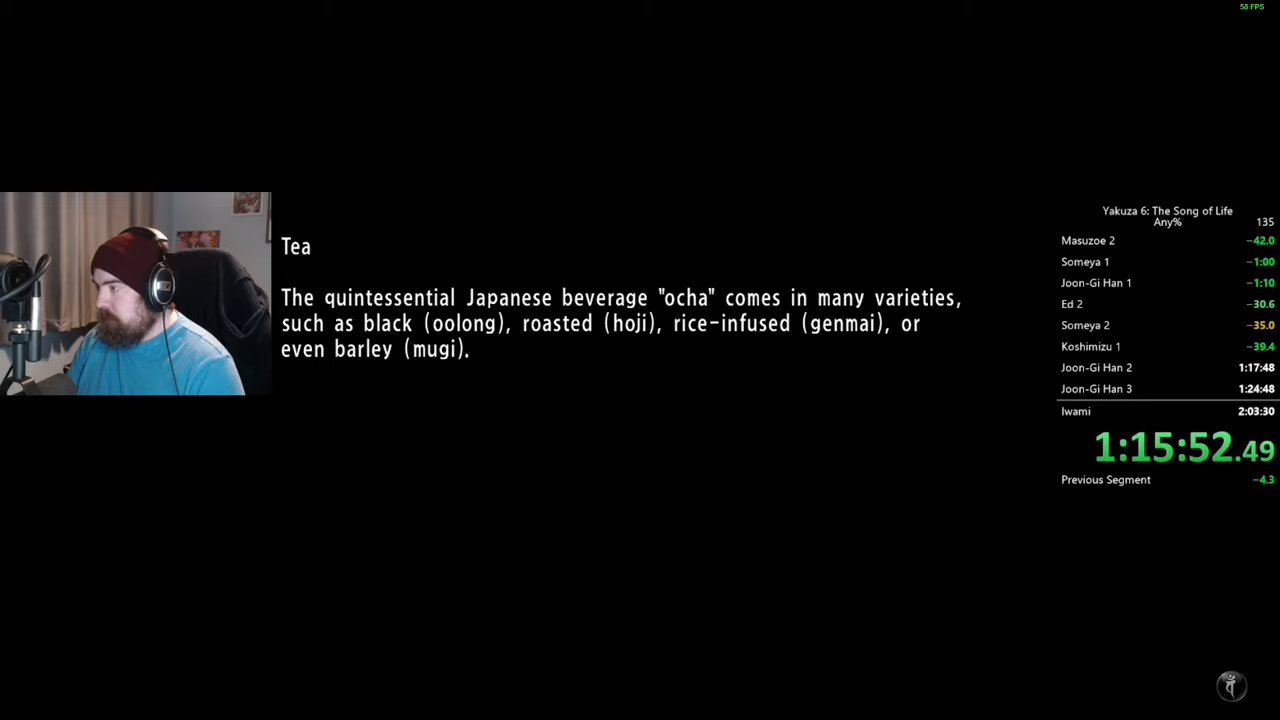 58 FPS
Tea
The quintessential Japanese beverage "ocha" comes in many varieties,
such as black (oolong), roasted (hoji), rice-infused (genmai), or
even barley (mugi).
Yakuza 6: The Song of Life
Any% 135
Masuzoe 2 −42.0
Someya 1 −1:00
Joon-Gi Han 1 −1:10
Ed 2 −30.6
Someya 2 −35.0
Koshimizu 1 −39.4
Joon-Gi Han 2 1:17:48
Joon-Gi Han 3 1:24:48
Iwami 2:03:30
1:15:52.49
Previous Segment −4.3